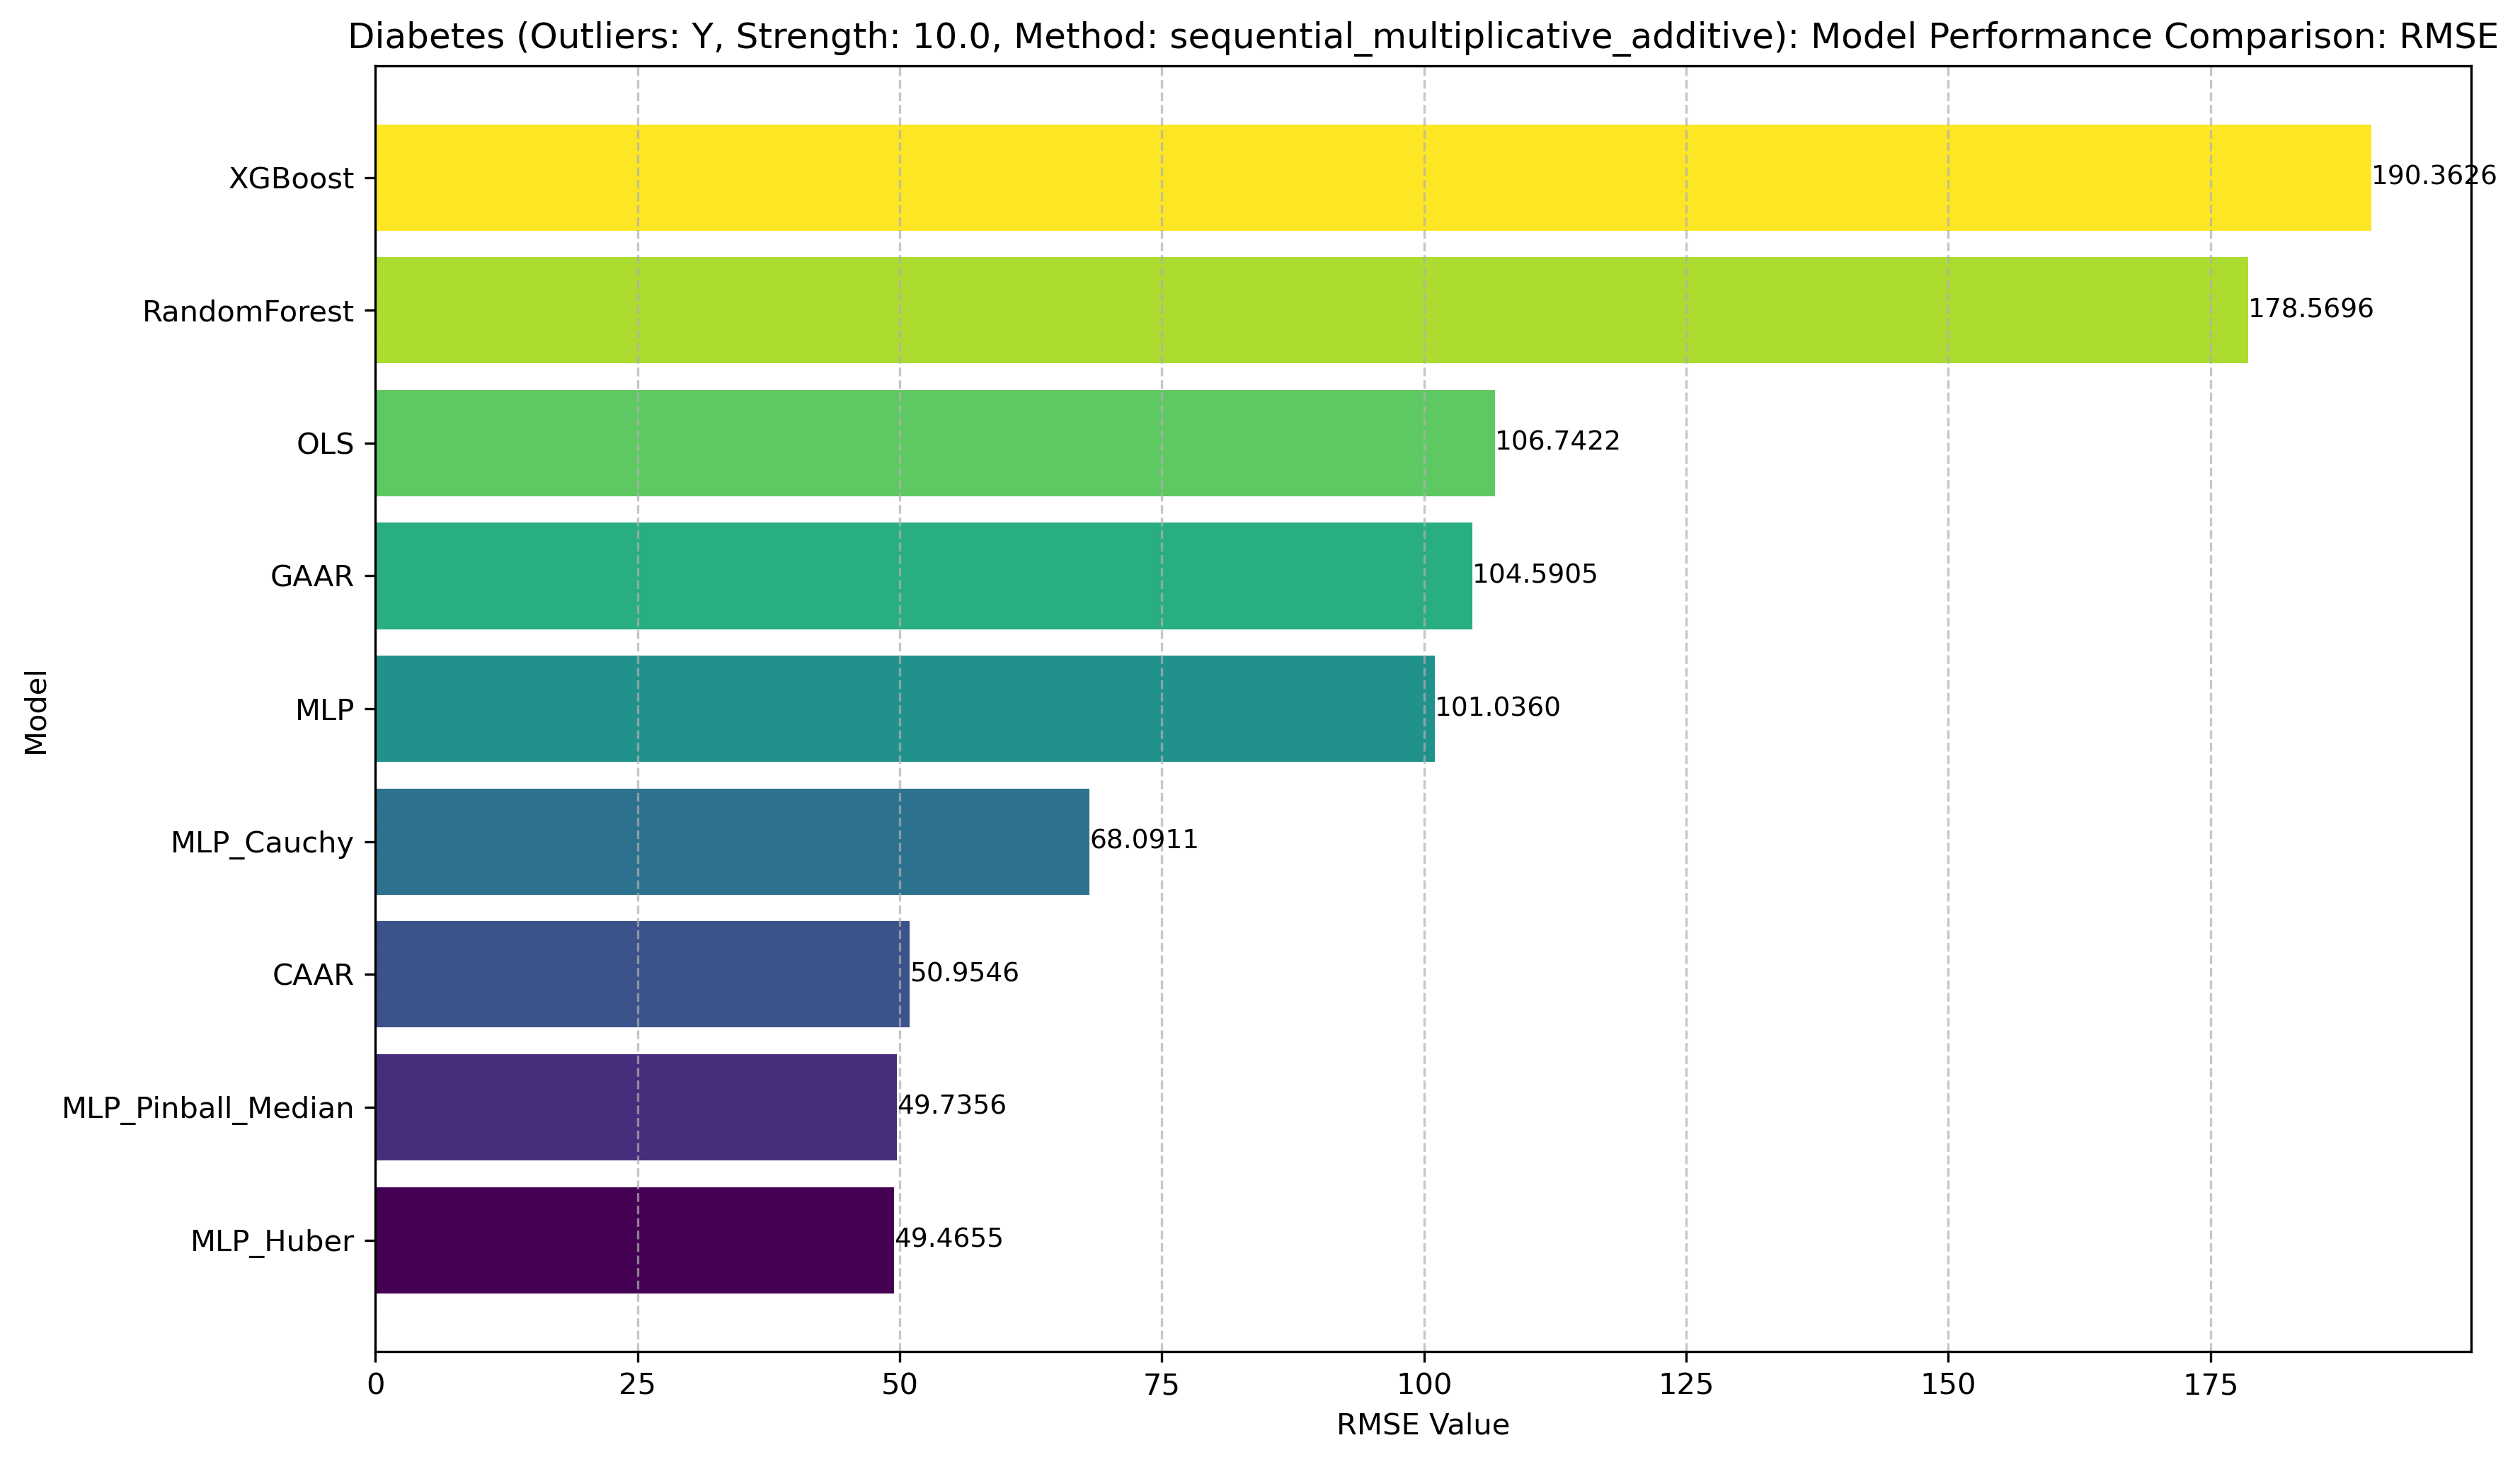 Diabetes (Outliers: Y, Strength: 10.0, Method: sequential_multiplicative_additive): Model Performance Comparison: RMSE
XGBoost 190.3626
RandomForest 178.5696
OLS 106.7422
GAAR 104.5905
MLP 101.0360
Model
MLP_Cauchy 68.0911
CAAR 50.9546
MLP_Pinball_Median 49.7356
MLP_Huber 49.4655
0 25 50 75 100 125 150 175
RMSE Value